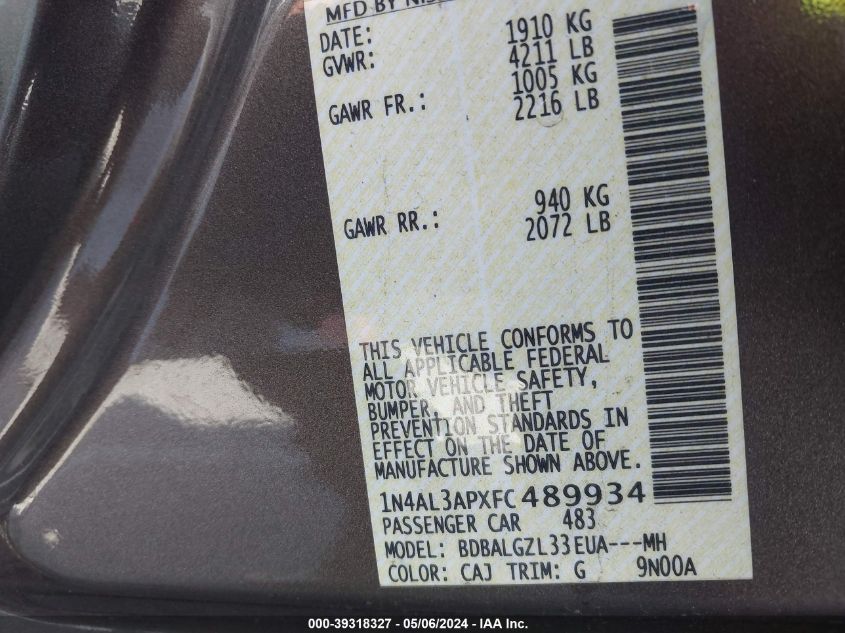 MFD BY NIS
DATE: 1910 KG
GVWR: 4211 LB
1005 KG
GAWR FR.: 2216 LB
940 KG
GAWR RR.: 2072 LB
THIS VEHICLE CONFORMS TO
ALL APPLICABLE FEDERAL
MOTOR VEHICLE SAFETY,
BUMPER, AND THEFT
PREVENTION STANDARDS IN
EFFECT ON THE DATE OF
MANUFACTURE SHOWN ABOVE.
1N4AL3APXFC489934
PASSENGER CAR 483
MODEL: BDBALGZL33EUA---MH
COLOR: CAJ TRIM: G 9N00A
000-39318327 - 05/06/2024 - IAA Inc.